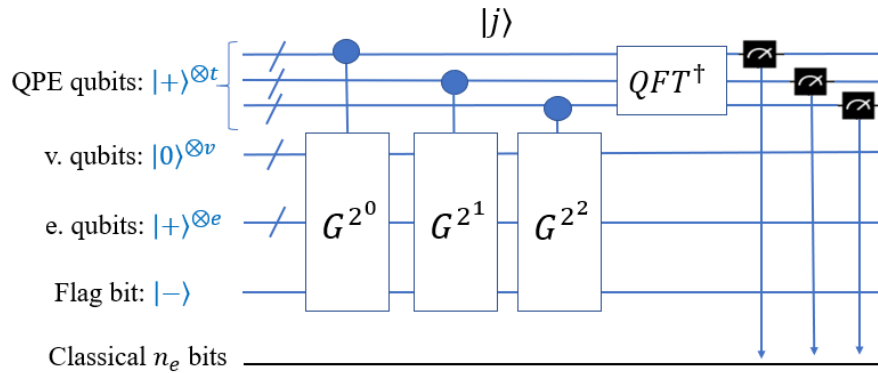 |j⟩
QPE qubits: |+⟩^{⊗t}
QFT^†
v. qubits: |0⟩^{⊗v}
G^{2^0} G^{2^1} G^{2^2}
e. qubits: |+⟩^{⊗e}
Flag bit: |−⟩
Classical n_e bits